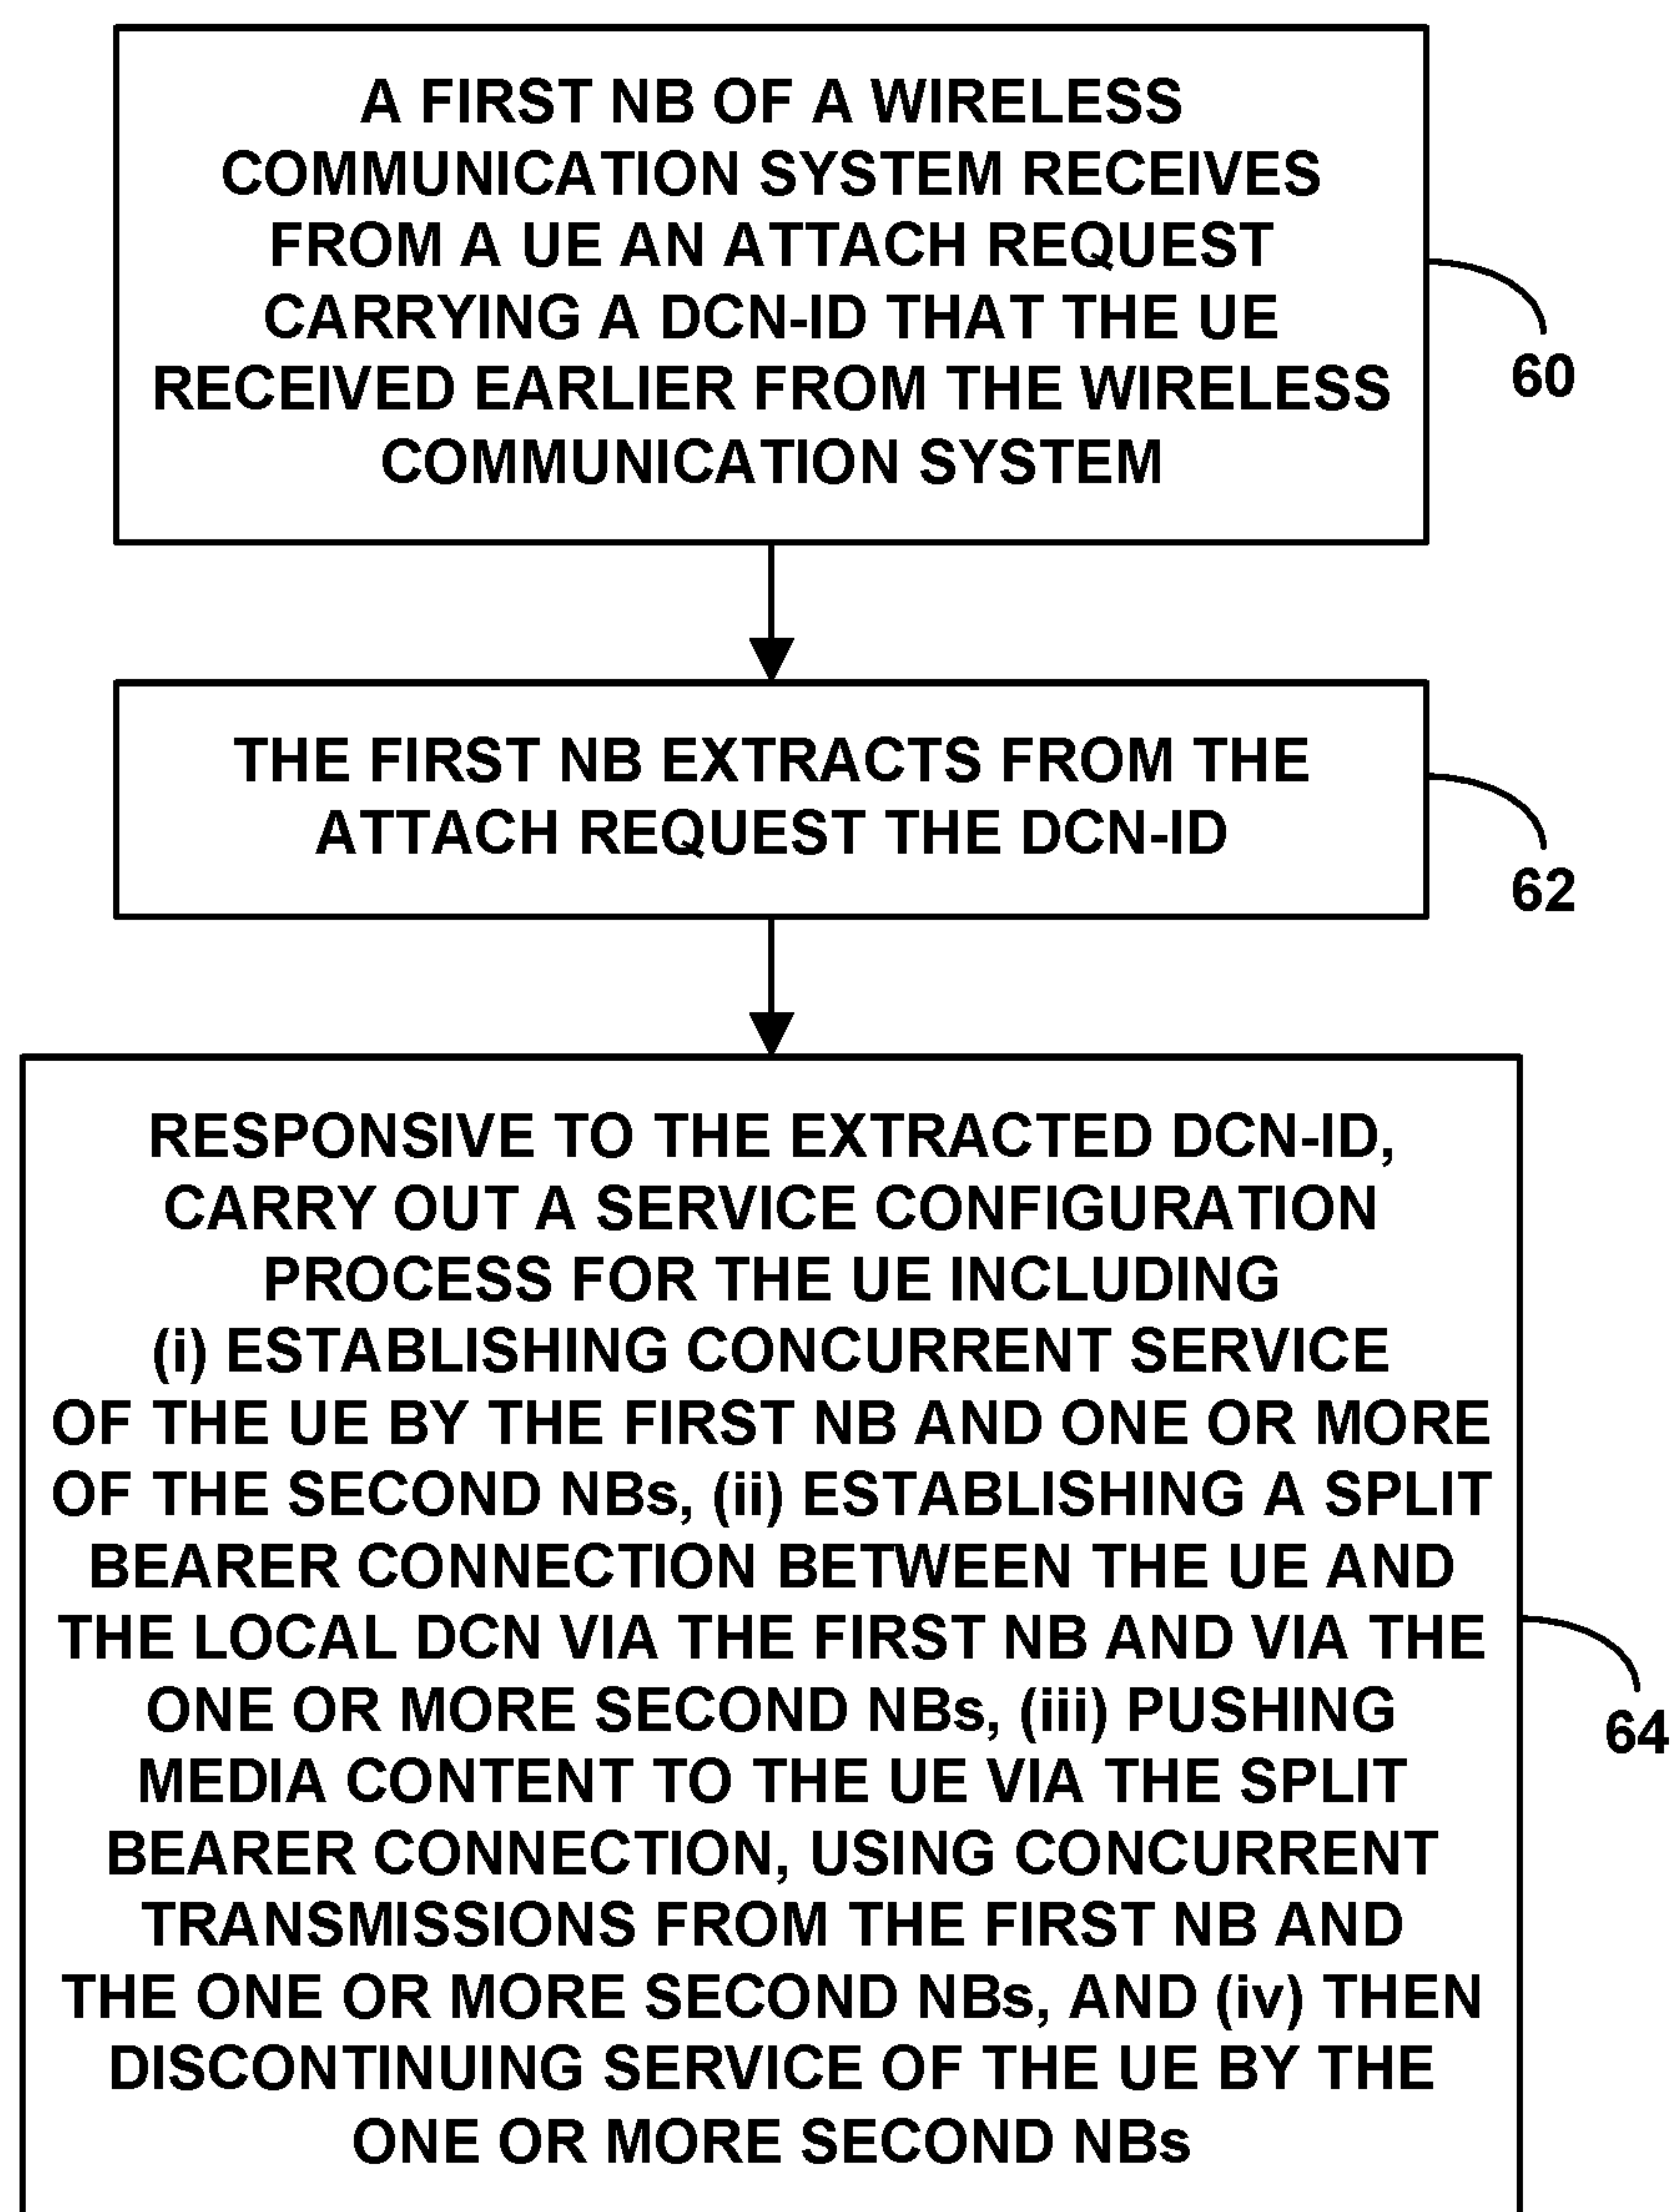 A FIRST NB OF A WIRELESS
COMMUNICATION SYSTEM RECEIVES
FROM A UE AN ATTACH REQUEST
CARRYING A DCN-ID THAT THE UE
RECEIVED EARLIER FROM THE WIRELESS
COMMUNICATION SYSTEM
60
THE FIRST NB EXTRACTS FROM THE
ATTACH REQUEST THE DCN-ID
62
RESPONSIVE TO THE EXTRACTED DCN-ID,
CARRY OUT A SERVICE CONFIGURATION
PROCESS FOR THE UE INCLUDING
(i) ESTABLISHING CONCURRENT SERVICE
OF THE UE BY THE FIRST NB AND ONE OR MORE
OF THE SECOND NBs, (ii) ESTABLISHING A SPLIT
BEARER CONNECTION BETWEEN THE UE AND
THE LOCAL DCN VIA THE FIRST NB AND VIA THE
ONE OR MORE SECOND NBs, (iii) PUSHING
MEDIA CONTENT TO THE UE VIA THE SPLIT
BEARER CONNECTION, USING CONCURRENT
TRANSMISSIONS FROM THE FIRST NB AND
THE ONE OR MORE SECOND NBs, AND (iv) THEN
DISCONTINUING SERVICE OF THE UE BY THE
ONE OR MORE SECOND NBs
64